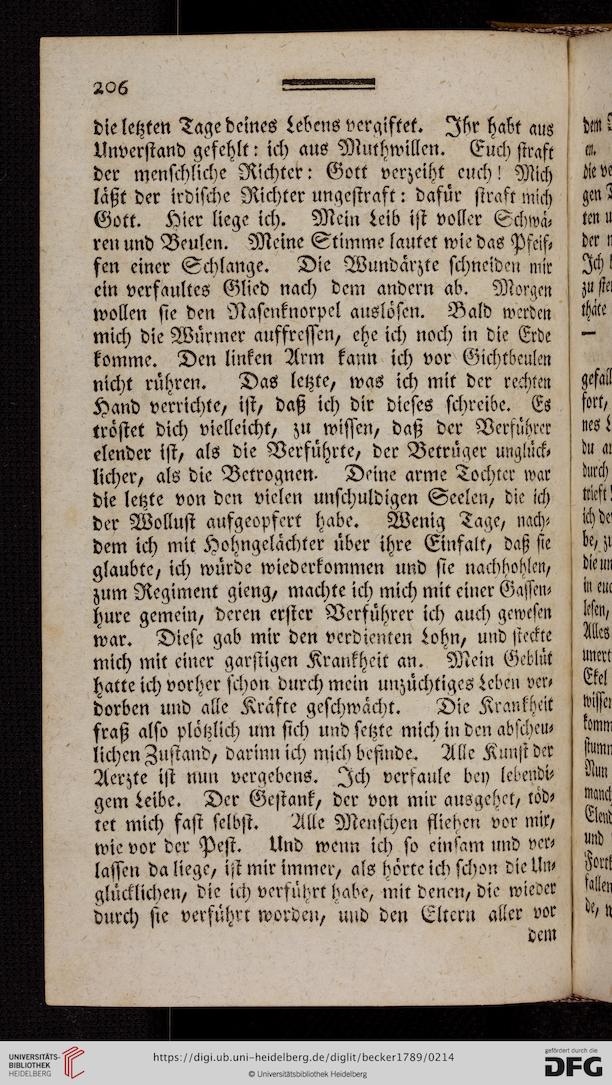 206
die letzten Tage deines Lebens vergiftet. Ihr habt aus
Unverstand gefehlt: ich aus Muthwillen. Euch straft
der menschliche Richter: Gott verzeiht euch! Mich
läßt der irdische Richter ungestraft: dafür straft mich
Gott. Hier liege ich. Mein Leib ist voller Schwä-
ren und Beulen. Meine Stimme lautet wie das Pfeif-
fen einer Schlange. Die Wundärzte schneiden mir
ein verfaultes Glied nach dem andern ab. Morgen
wollen sie den Nasenknorpel auslösen. Bald werden
mich die Würmer auffressen, ehe ich noch in die Erde
komme. Den linken Arm kann ich vor Gichtbeulen
nicht rühren. Das letzte, was ich mit der rechten
Hand verrichte, ist, daß ich dir dieses schreibe. Es
tröstet dich vielleicht, zu wissen, daß der Verführer
elender ist, als die Verführte, der Betrüger unglück-
licher, als die Betrognen. Deine arme Tochter war
die letzte von den vielen unschuldigen Seelen, die ich
der Wollust aufgeopfert habe. Wenig Tage, nach-
dem ich mit Hohngelächter über ihre Einfalt, daß sie
glaubte, ich würde wiederkommen und sie nachhohlen,
zum Regiment gieng, machte ich mich mit einer Gassen-
hure gemein, deren erster Verführer ich auch gewesen
war. Diese gab mir den verdienten Lohn, und steckte
mich mit einer garstigen Krankheit an. Mein Geblüt
hatte ich vorher schon durch mein unzüchtiges Leben ver-
dorben und alle Kräfte geschwächt. Die Krankheit
fraß also plötzlich um sich und setzte mich in den abscheu-
lichen Zustand, darinn ich mich befinde. Alle Kunst der
Aerzte ist nun vergebens. Ich verfaule bey lebendi-
gem Leibe. Der Gestank, der von mir ausgehet, töd-
tet mich fast selbst. Alle Menschen fliehen vor mir,
wie vor der Pest. Und wenn ich so einsam und ver-
lassen da liege, ist mir immer, als hörte ich schon die Un-
glücklichen, die ich verführt habe, mit denen, die wieder
durch sie verführt worden, und den Eltern aller vor
dem
UNIVERSITÄTS-
BIBLIOTHEK
HEIDELBERG
https://digi.ub.uni-heidelberg.de/diglit/becker1789/0214
© Universitätsbibliothek Heidelberg
gefördert durch die
DFG